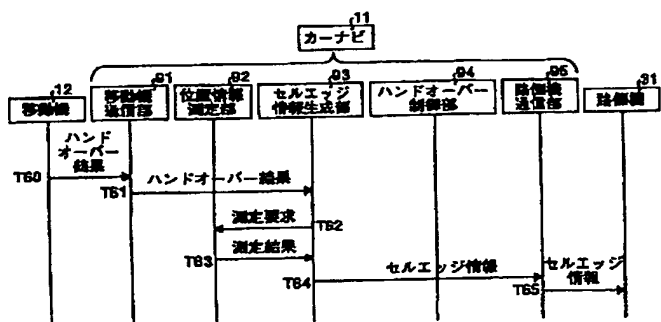 11
カーナビ
12
91
92
93
94
95
31
移動機
移動機
通信部
位置情報
測定部
セルエッジ
情報生成部
ハンドオーバー
制御部
路側機
通信部
路側機
ハンド
オーバー
結果
T60
ハンドオーバー結果
T61
測定要求
T62
測定結果
T63
セルエッジ情報
T64
セルエッジ
情報
T65